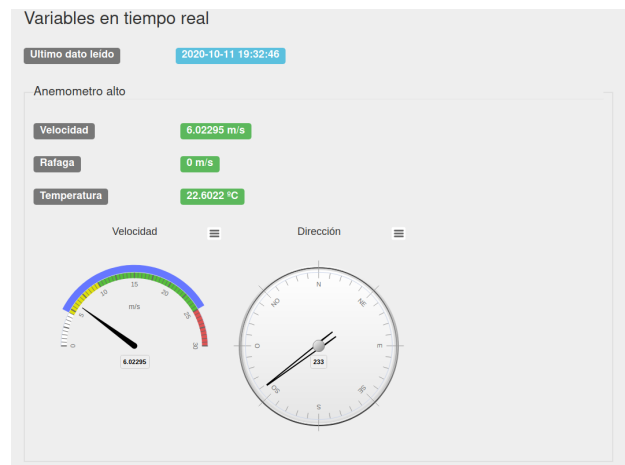 Variables en tiempo real
Ultimo dato leído 2020-10-11 19:32:46
Anemometro alto
Velocidad 6.02295 m/s
Rafaga 0 m/s
Temperatura 22.6022 ºC
Velocidad
0 5 10 15 20 25 30
m/s
6.02295
Dirección
N NE E SE S SO O NO
233